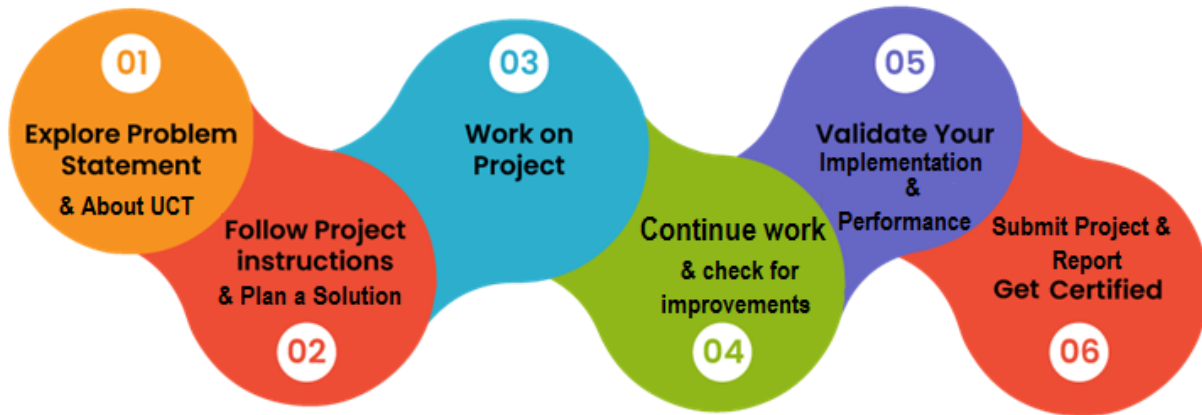 01
Explore Problem
Statement
& About UCT
Follow Project
instructions
& Plan a Solution
02
03
Work on
Project
Continue work
& check for
improvements
04
05
Validate Your
Implementation
&
Performance
Submit Project &
Report
Get Certified
06